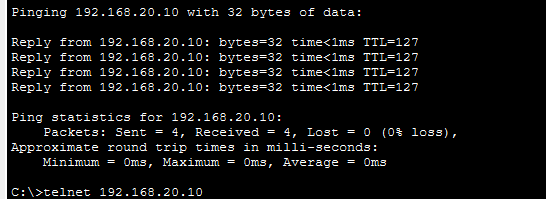 Pinging 192.168.20.10 with 32 bytes of data:
Reply from 192.168.20.10: bytes=32 time<1ms TTL=127
Reply from 192.168.20.10: bytes=32 time<1ms TTL=127
Reply from 192.168.20.10: bytes=32 time<1ms TTL=127
Reply from 192.168.20.10: bytes=32 time<1ms TTL=127
Ping statistics for 192.168.20.10:
Packets: Sent = 4, Received = 4, Lost = 0 (0% loss),
Approximate round trip times in milli-seconds:
Minimum = 0ms, Maximum = 0ms, Average = 0ms
C:\>telnet 192.168.20.10